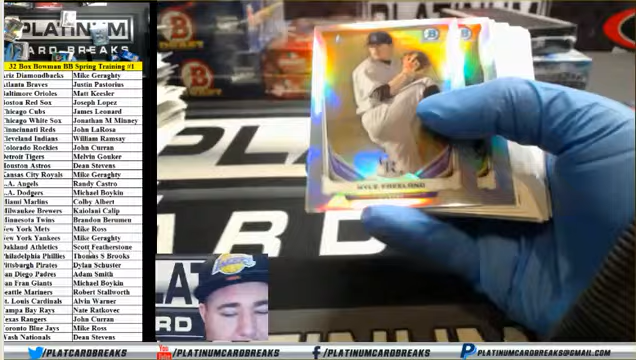 PLATINUM
CARD BREAKS
32 Box Bowman BB Spring Training #1
Ariz Diamondbacks Mike Geraghty
Atlanta Braves Justin Pastorius
Baltimore Orioles Matt Keesler
Boston Red Sox Joseph Lopez
Chicago Cubs James Leonard
Chicago White Sox Jonathan M Minney
Cincinnati Reds John LaRosa
Cleveland Indians William Ramsay
Colorado Rockies John Curran
Detroit Tigers Melvin Gouker
Houston Astros Dean Stevens
Kansas City Royals Mike Geraghty
L.A. Angels Randy Castro
L.A. Dodgers Michael Boykin
Miami Marlins Colby Albert
Milwaukee Brewers Kaiolani Calip
Minnesota Twins Brandon Berumen
New York Mets Mike Ross
New York Yankees Mike Geraghty
Oakland Athletics Scott Featherstone
Philadelphia Phillies Thomas S Brooks
Pittsburgh Pirates Dylan Schuster
San Diego Padres Adam Smith
San Fran Giants Michael Boykin
Seattle Mariners Robert Stallworth
St. Louis Cardinals Alvin Warner
Tampa Bay Rays Nate Ratkover
Texas Rangers John Curran
Toronto Blue Jays Mike Ross
Wash Nationals Dean Stevens
PLATINUM
KYLE FREELAND
/PLATCARDBREAKS
/PLATINUMCARDBREAKS
/PLATINUMCARDBREAKS
PLATINUMCARDBREAKS@GMAIL.COM